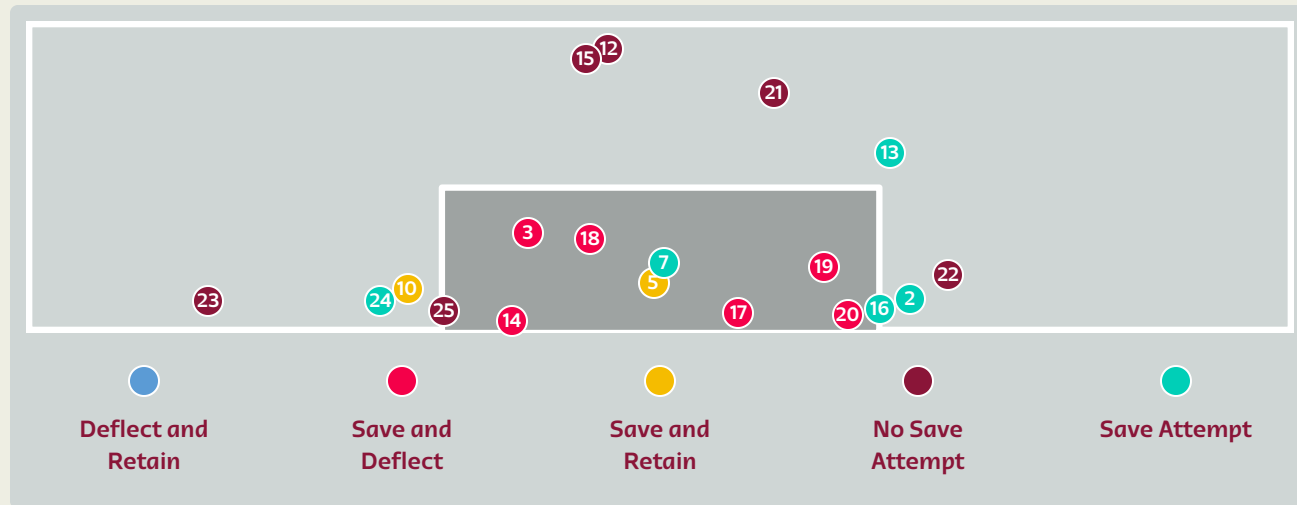 12
15
21
13
3
18
7
5
19
22
10
2
23
24
25
16
17
20
14
Deflect and
Retain
Save and
Deflect
Save and
Retain
No Save
Attempt
Save Attempt